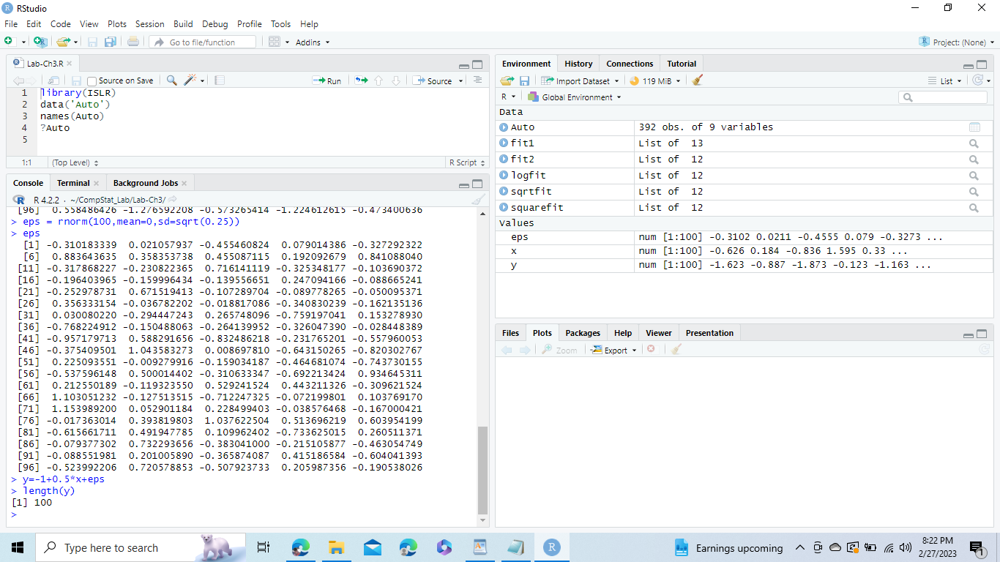 RStudio
File Edit Code View Plots Session Build Debug Profile Tools Help
Go to file/function Addins Project: (None)
Lab-Ch3.R
Source on Save Run Source
1 library(ISLR)
2 data('Auto')
3 names(Auto)
4 ?Auto
5
1:1 (Top Level) R Script
Console Terminal Background Jobs
R 4.2.2 · ~/CompStat_Lab/Lab-Ch3/
[96] 0.558486426 -1.276592208 -0.573265414 -1.224612615 -0.473400636
> eps = rnorm(100,mean=0,sd=sqrt(0.25))
> eps
[1] -0.310183339 0.021057937 -0.455460824 0.079014386 -0.327292322
[6] 0.883643635 0.358353738 0.455087115 0.192092679 0.841088040
[11] -0.317868227 -0.230822365 0.716141119 -0.325348177 -0.103690372
[16] -0.196403965 -0.159996434 -0.139556651 0.247094166 -0.088665241
[21] -0.252978731 0.671519413 -0.107289704 -0.089778265 -0.050095371
[26] 0.356333154 -0.036782202 -0.018817086 -0.340830239 -0.162135136
[31] 0.030080220 -0.294447243 0.265748096 -0.759197041 0.153278930
[36] -0.768224912 -0.150488063 -0.264139952 -0.326047390 -0.028448389
[41] -0.957179713 0.588291656 -0.832486218 -0.231765201 -0.557960053
[46] -0.375409501 1.043583273 0.008697810 -0.643150265 -0.820302767
[51] 0.225093551 -0.009279916 -0.159034187 -0.464681074 -0.743730155
[56] -0.537596148 0.500014402 -0.310633347 -0.692213424 0.934645311
[61] 0.212550189 -0.119323550 0.529241524 0.443211326 -0.309621524
[66] 1.103051232 -0.127513515 -0.712247325 -0.072199801 0.103769170
[71] 1.153989200 0.052901184 0.228499403 -0.038576468 -0.167000421
[76] -0.017363014 0.393819803 1.037622504 0.513696219 0.603954199
[81] -0.615661711 0.491947785 0.109962402 -0.733625015 0.260511371
[86] -0.079377302 0.732293656 -0.383041000 -0.215105877 -0.463054749
[91] -0.088551981 0.201005890 -0.365874087 0.415186584 -0.604041393
[96] -0.523992206 0.720578853 -0.507923733 0.205987356 -0.190538026
> y=-1+0.5*x+eps
> length(y)
[1] 100
>
Environment History Connections Tutorial
Import Dataset 119 MiB List
R Global Environment
Data
Auto 392 obs. of 9 variables
fit1 List of 13
fit2 List of 12
logfit List of 12
sqrtfit List of 12
squarefit List of 12
Values
eps num [1:100] -0.3102 0.0211 -0.4555 0.079 -0.3273 ...
x num [1:100] -0.626 0.184 -0.836 1.595 0.33 ...
y num [1:100] -1.623 -0.887 -1.873 -0.123 -1.163 ...
Files Plots Packages Help Viewer Presentation
Zoom Export
Type here to search
Earnings upcoming
8:22 PM
2/27/2023
1